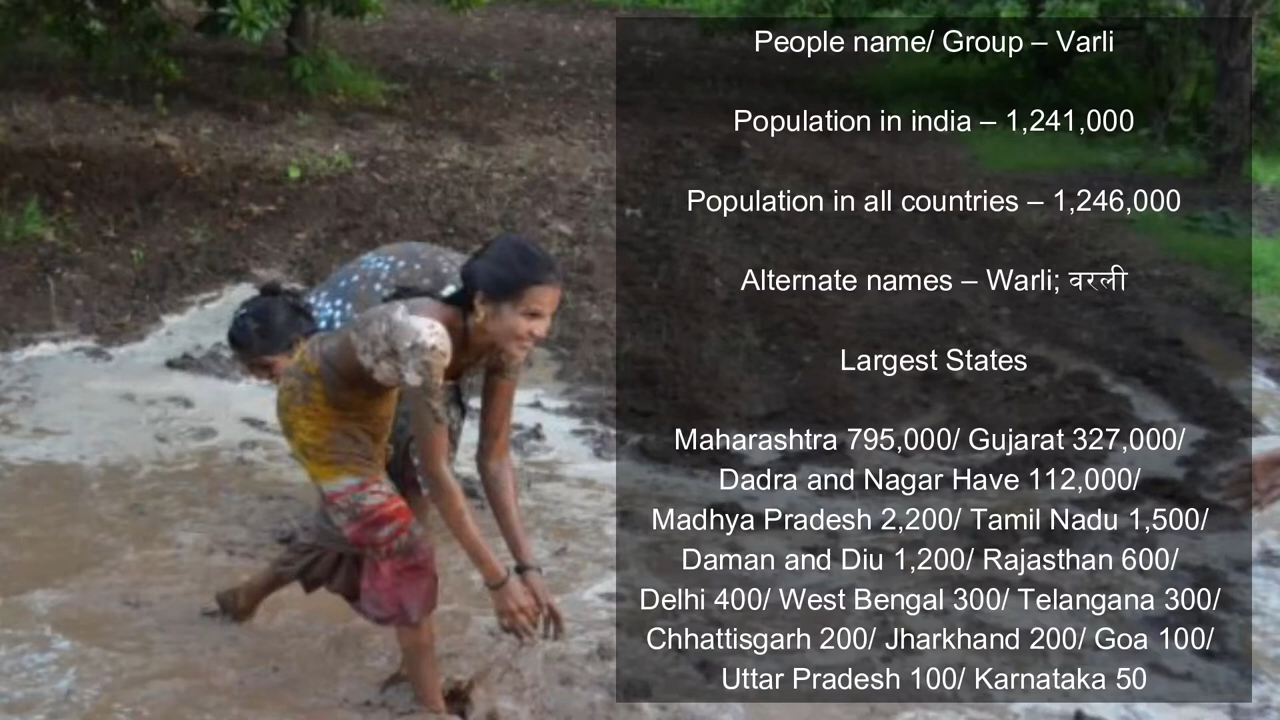 People name/ Group – Varli
Population in india – 1,241,000
Population in all countries – 1,246,000
Alternate names – Warli; वरली
Largest States
Maharashtra 795,000/ Gujarat 327,000/
Dadra and Nagar Have 112,000/
Madhya Pradesh 2,200/ Tamil Nadu 1,500/
Daman and Diu 1,200/ Rajasthan 600/
Delhi 400/ West Bengal 300/ Telangana 300/
Chhattisgarh 200/ Jharkhand 200/ Goa 100/
Uttar Pradesh 100/ Karnataka 50